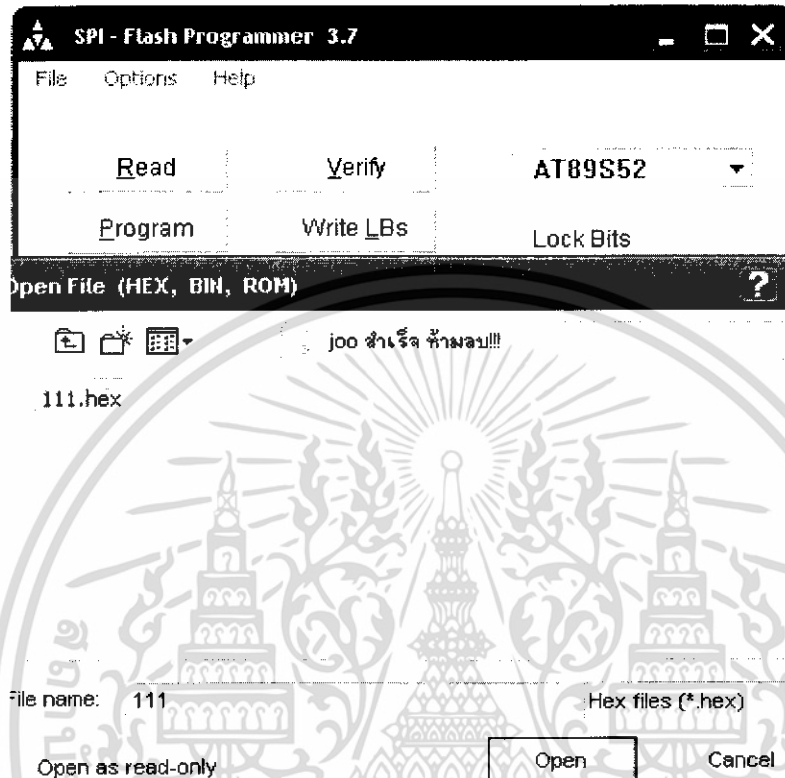 SPI - Flash Programmer 3.7
File Options Help
Read Verify AT89S52
Program Write LBs Lock Bits
Open File (HEX, BIN, ROM) ?
joo สำเร็จ ห้ามลบ!!!
111.hex
File name: 111 Hex files (*.hex)
Open as read-only Open Cancel